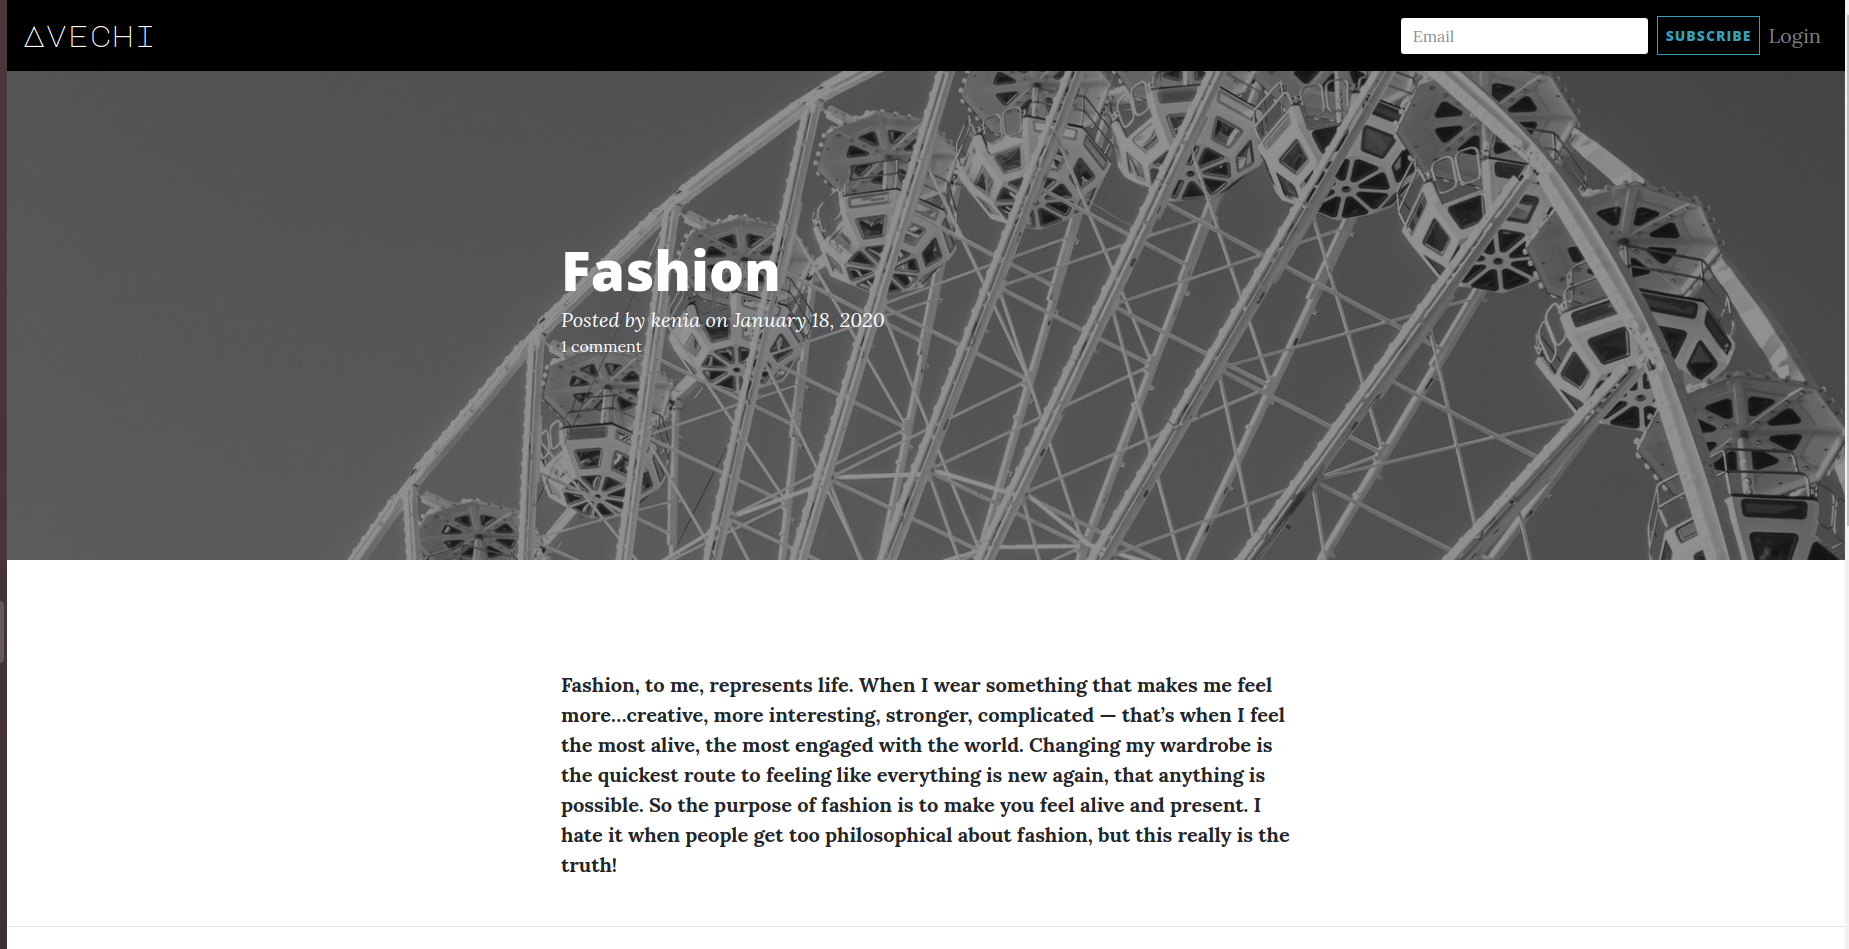 AVECHI
Email
SUBSCRIBE
Login
Fashion
Posted by kenia on January 18, 2020
1 comment
Fashion, to me, represents life. When I wear something that makes me feel
more...creative, more interesting, stronger, complicated — that’s when I feel
the most alive, the most engaged with the world. Changing my wardrobe is
the quickest route to feeling like everything is new again, that anything is
possible. So the purpose of fashion is to make you feel alive and present. I
hate it when people get too philosophical about fashion, but this really is the
truth!